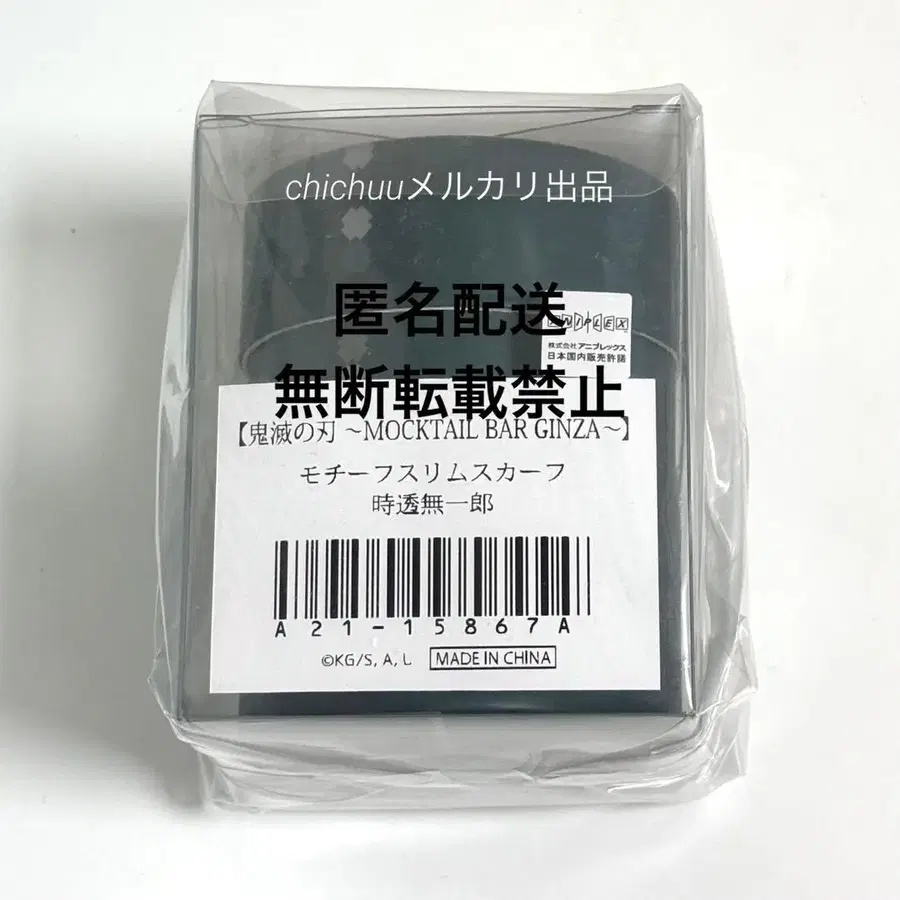 chichuuメルカリ出品
匿名配送
ANIPLEX
株式会社アニプレックス
日本国内販売許諾
無断転載禁止
【鬼滅の刃 ~MOCKTAIL BAR GINZA~】
モチーフスリムスカーフ
時透無一郎
A21-15867A
©KG/S, A, L MADE IN CHINA